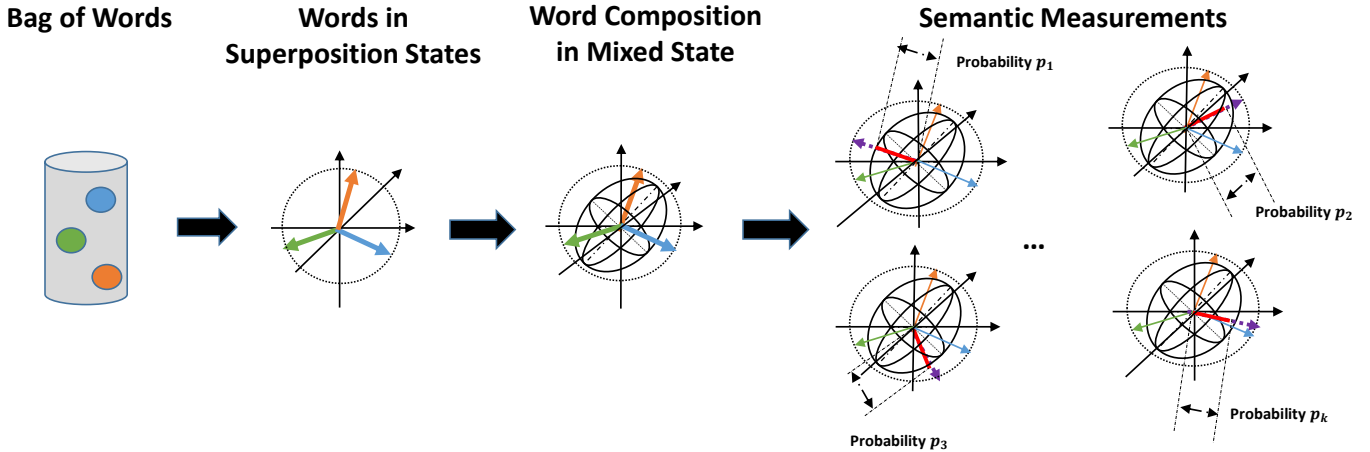 Bag of Words
Words in
Superposition States
Word Composition
in Mixed State
Semantic Measurements
Probability p₁
Probability p₂
...
Probability p₃
Probability pₖ